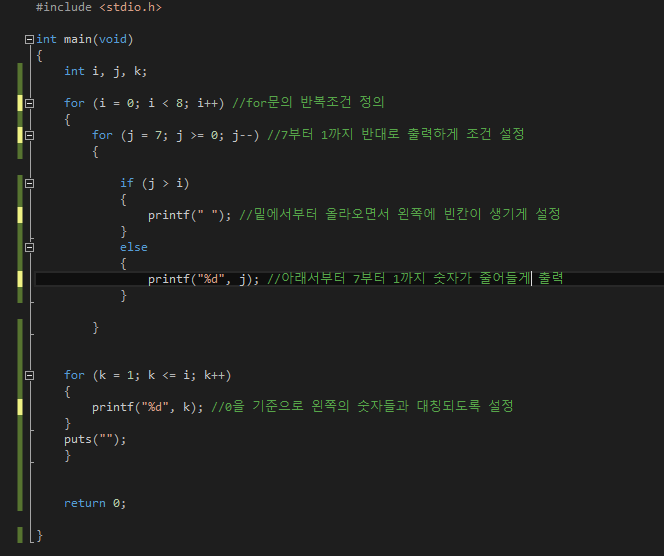 #include <stdio.h>
int main(void)
{
int i, j, k;
for (i = 0; i < 8; i++) //for문의 반복조건 정의
{
for (j = 7; j >= 0; j--) //7부터 1까지 반대로 출력하게 조건 설정
{
if (j > i)
{
printf(" "); //밑에서부터 올라오면서 왼쪽에 빈칸이 생기게 설정
}
else
{
printf("%d", j); //아래서부터 7부터 1까지 숫자가 줄어들게 출력
}
}
for (k = 1; k <= i; k++)
{
printf("%d", k); //0을 기준으로 왼쪽의 숫자들과 대칭되도록 설정
}
puts("");
}
return 0;
}